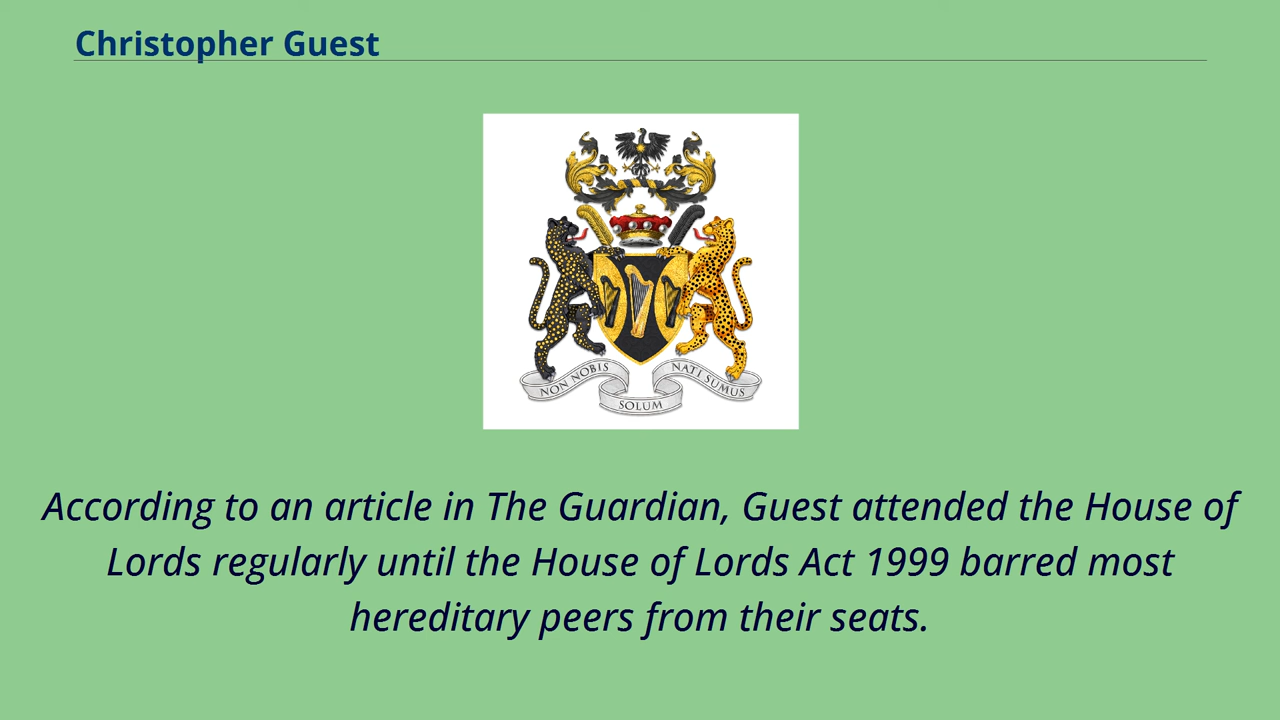 Christopher Guest
NON NOBIS
SOLUM
NATI SUMUS
According to an article in The Guardian, Guest attended the House of
Lords regularly until the House of Lords Act 1999 barred most
hereditary peers from their seats.